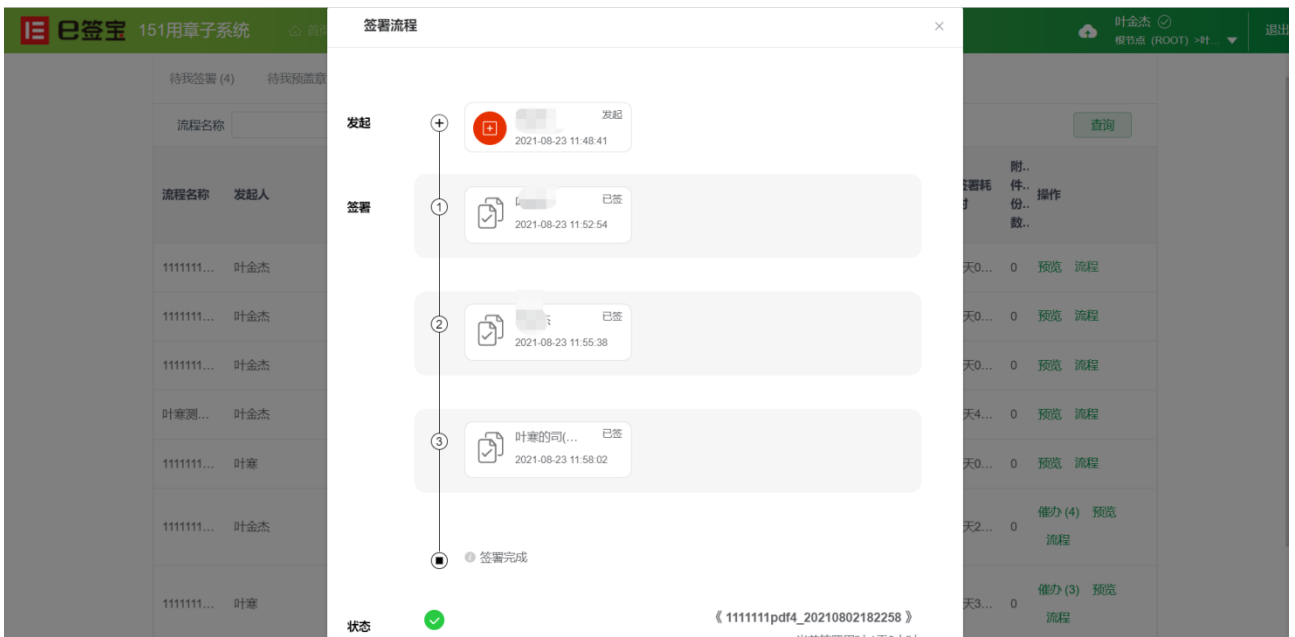 e签宝 151用章子系统
首
签署流程
×
叶金杰
根节点 (ROOT) >叶...
退出
待我签署 (4) 待我预盖章
流程名称
查询
流程名称 发起人
附..
件..
份..
数..
操作
发起
发起
2021-08-23 11:48:41
签署
1
已签
2021-08-23 11:52:54
2
已签
2021-08-23 11:55:38
3
叶寒的司(...
已签
2021-08-23 11:58:02
签署完成
状态
《 1111111pdf4_20210802182258 》
1111111... 叶金杰 天0... 0 预览 流程
1111111... 叶金杰 天0... 0 预览 流程
1111111... 叶金杰 天0... 0 预览 流程
叶寒测... 叶金杰 天4... 0 预览 流程
1111111... 叶寒 天0... 0 预览 流程
1111111... 叶金杰 天2... 0 催办 (4) 预览
流程
1111111... 叶寒 天3... 0 催办 (3) 预览
流程